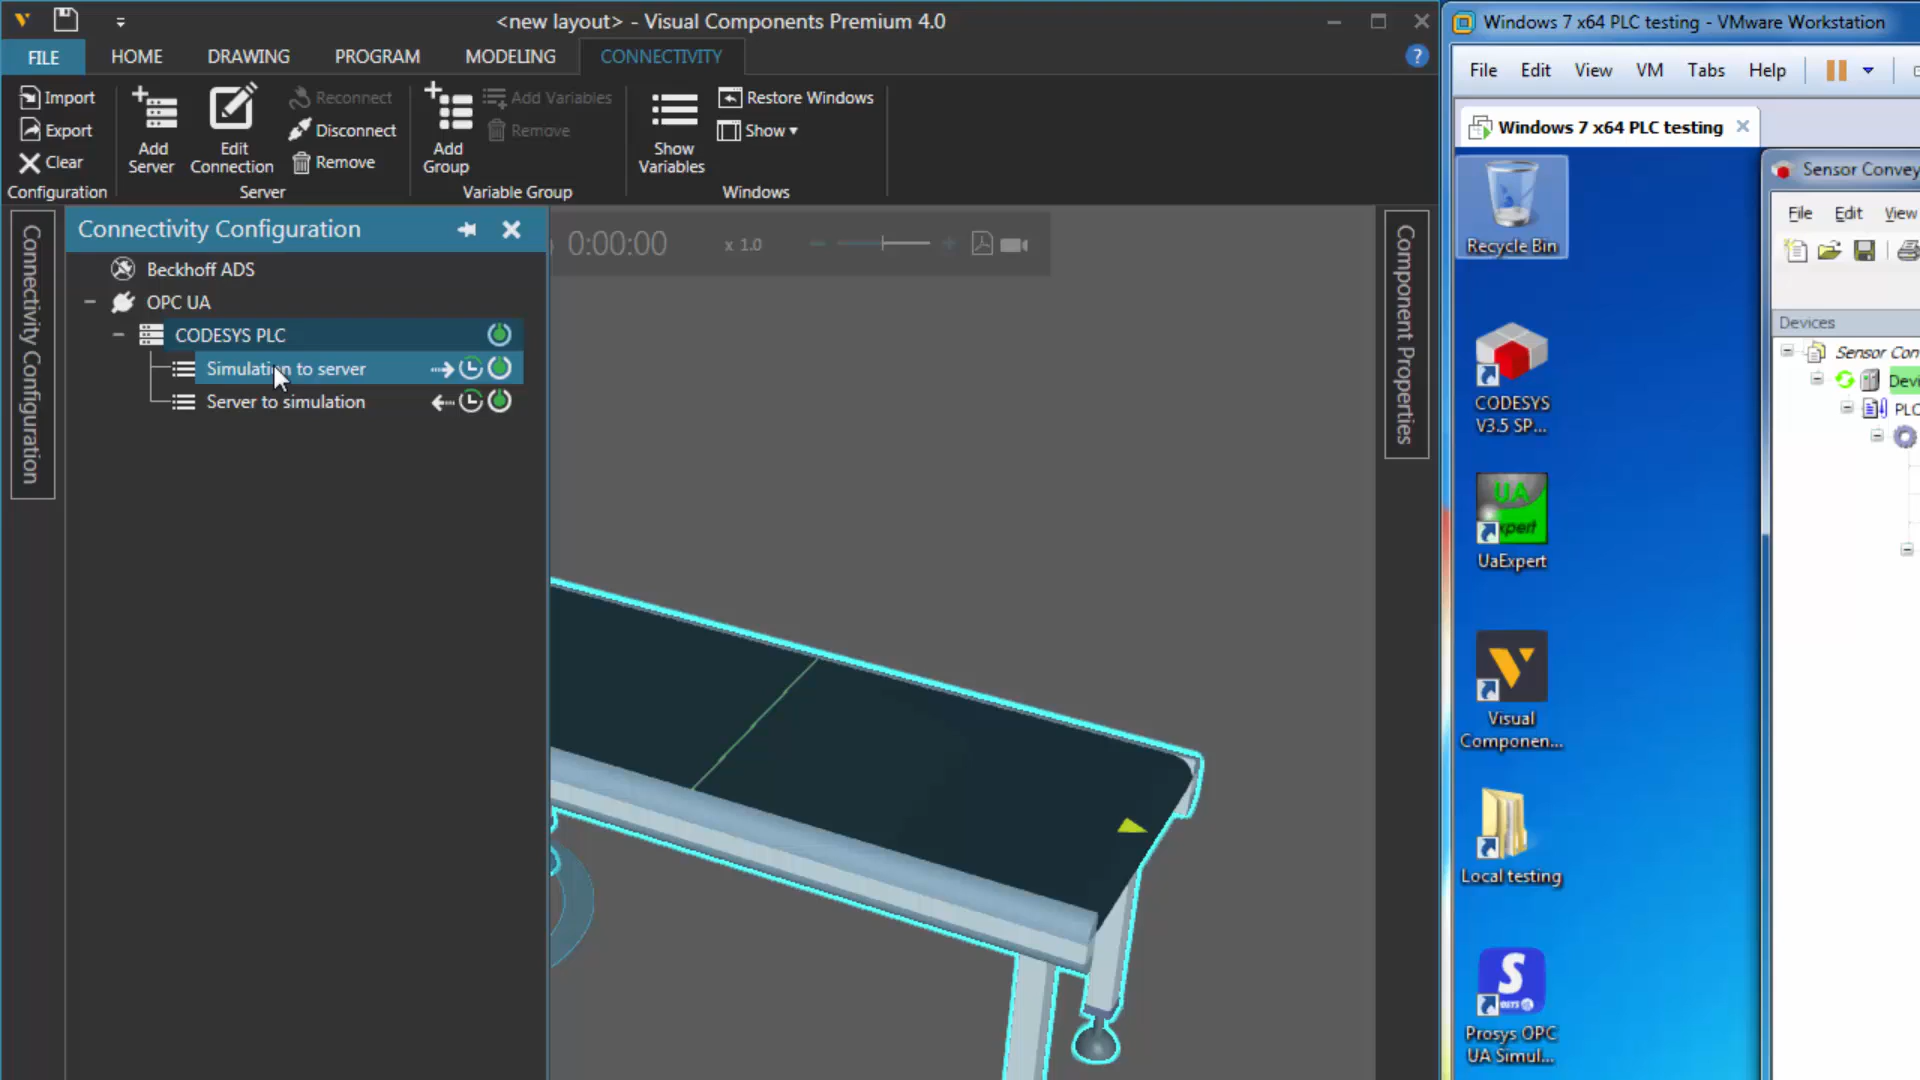 <new layout> - Visual Components Premium 4.0
FILE
HOME
DRAWING
PROGRAM
MODELING
CONNECTIVITY
?
Import
Export
Clear
Configuration
Add
Server
Edit
Connection
Reconnect
Disconnect
Remove
Server
Add
Group
Add Variables
Remove
Variable Group
Show
Variables
Restore Windows
Show
Windows
Connectivity Configuration
Connectivity Configuration
Beckhoff ADS
OPC UA
CODESYS PLC
Simulation to server
Server to simulation
0:00:00
x 1.0
Component Properties
Windows 7 x64 PLC testing - VMware Workstation
File
Edit
View
VM
Tabs
Help
Windows 7 x64 PLC testing
Recycle Bin
CODESYS
V3.5 SP...
UA
xpert
UaExpert
Visual
Componen...
Local testing
S
Prosys OPC
UA Simul...
Sensor Convey
File
Edit
View
Devices
Sensor Con
Devi
PLC